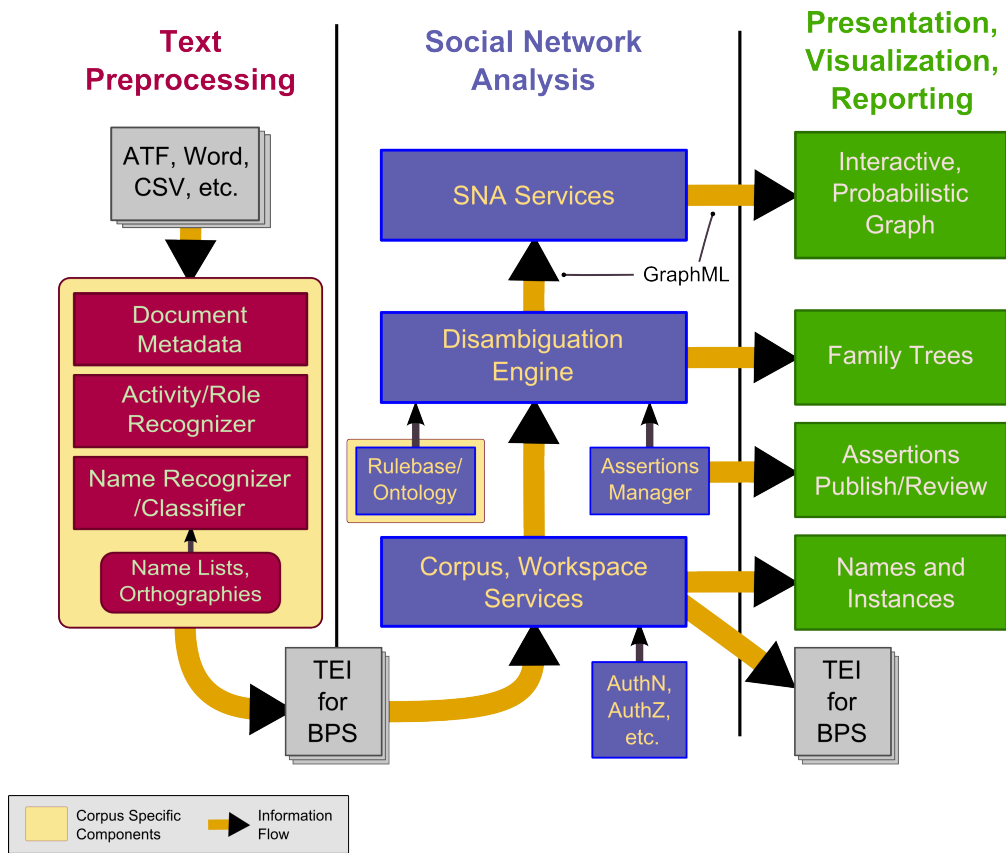 Text
Preprocessing
Social Network
Analysis
Presentation,
Visualization,
Reporting
ATF, Word,
CSV, etc.
Document
Metadata
Activity/Role
Recognizer
Name Recognizer
/Classifier
Name Lists,
Orthographies
TEI
for
BPS
SNA Services
GraphML
Disambiguation
Engine
Rulebase/
Ontology
Assertions
Manager
Corpus, Workspace
Services
AuthN,
AuthZ,
etc.
Interactive,
Probabilistic
Graph
Family Trees
Assertions
Publish/Review
Names and
Instances
TEI
for
BPS
Corpus Specific
Components
Information
Flow